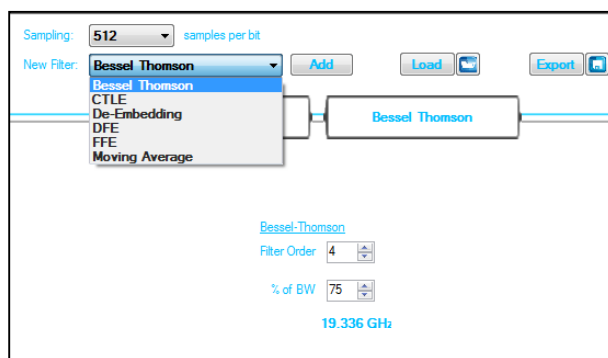 Sampling: 512 samples per bit
New Filter: Bessel Thomson Add Load Export
Bessel Thomson
CTLE
De-Embedding
DFE
FFE
Moving Average
Bessel Thomson
Bessel-Thomson
Filter Order 4
% of BW 75
19.336 GHz